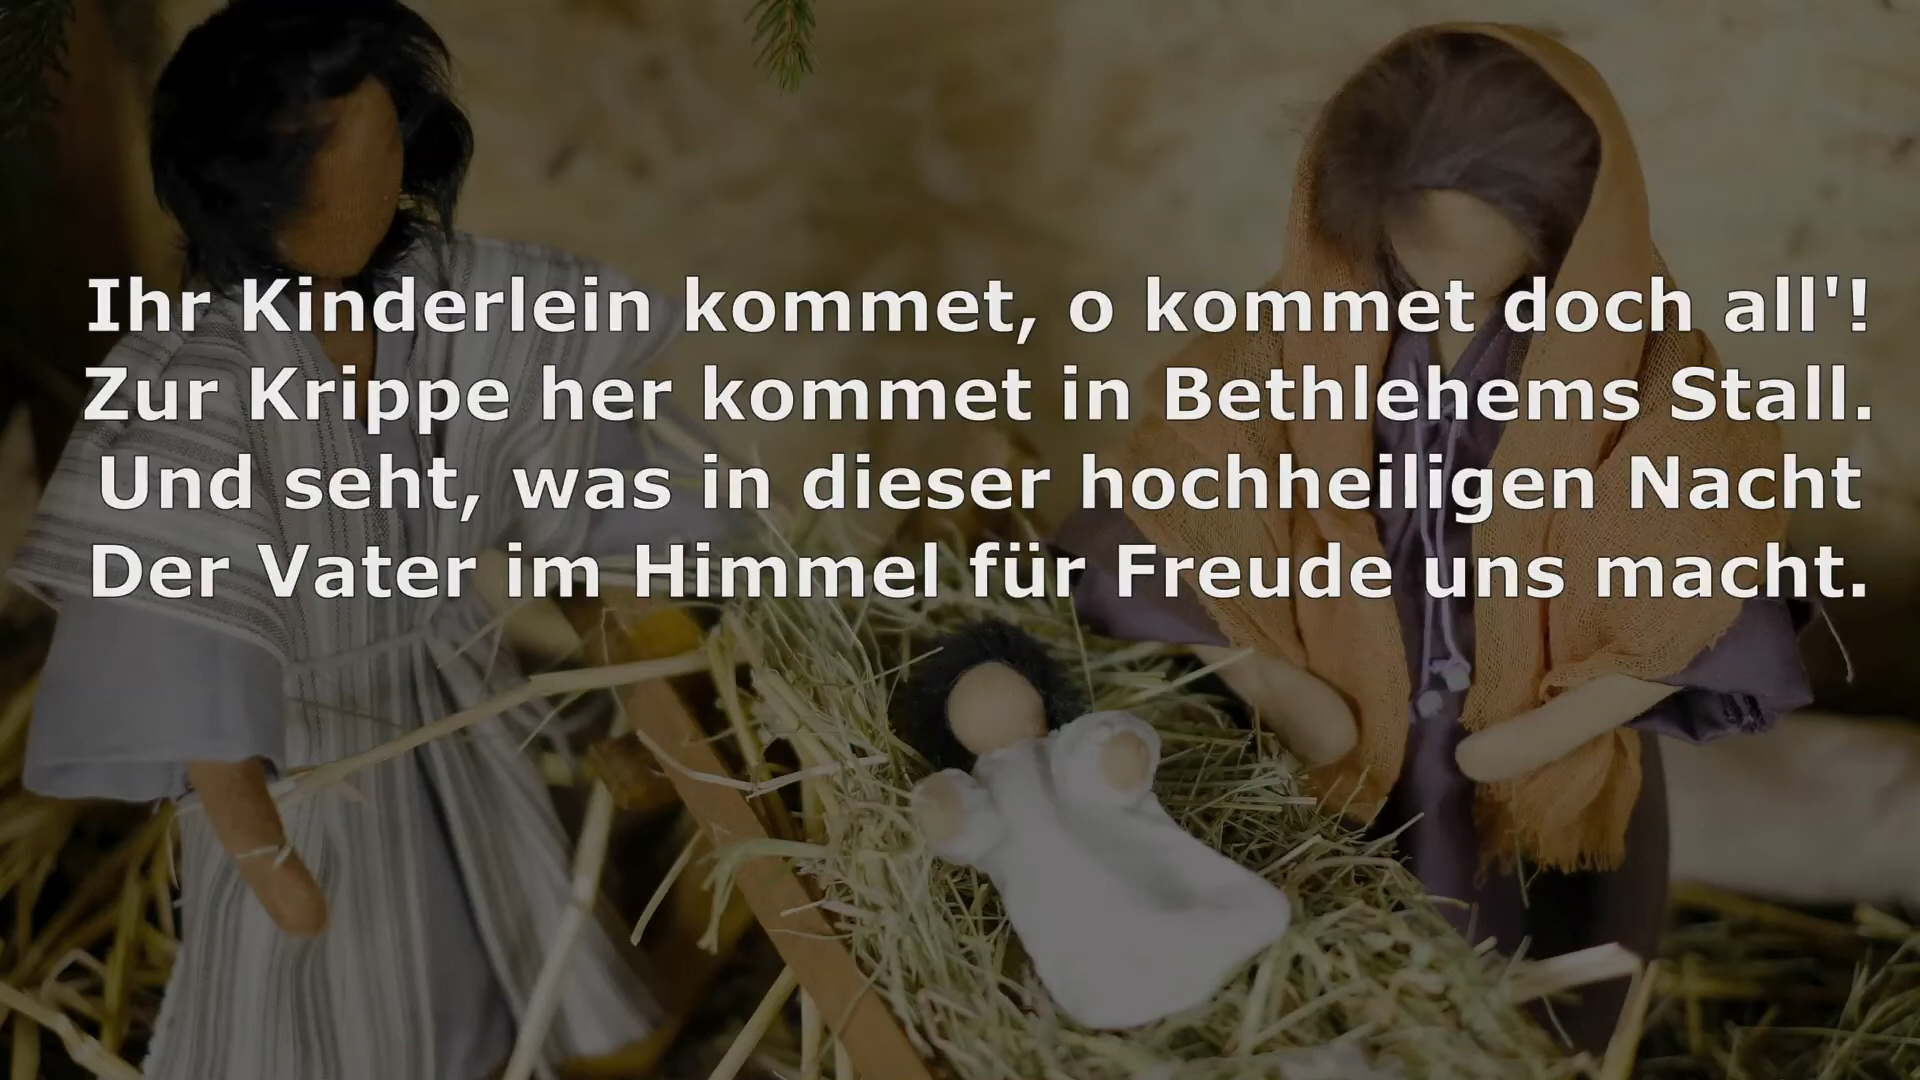 Ihr Kinderlein kommet, o kommet doch all'!
Zur Krippe her kommet in Bethlehems Stall.
Und seht, was in dieser hochheiligen Nacht
Der Vater im Himmel für Freude uns macht.